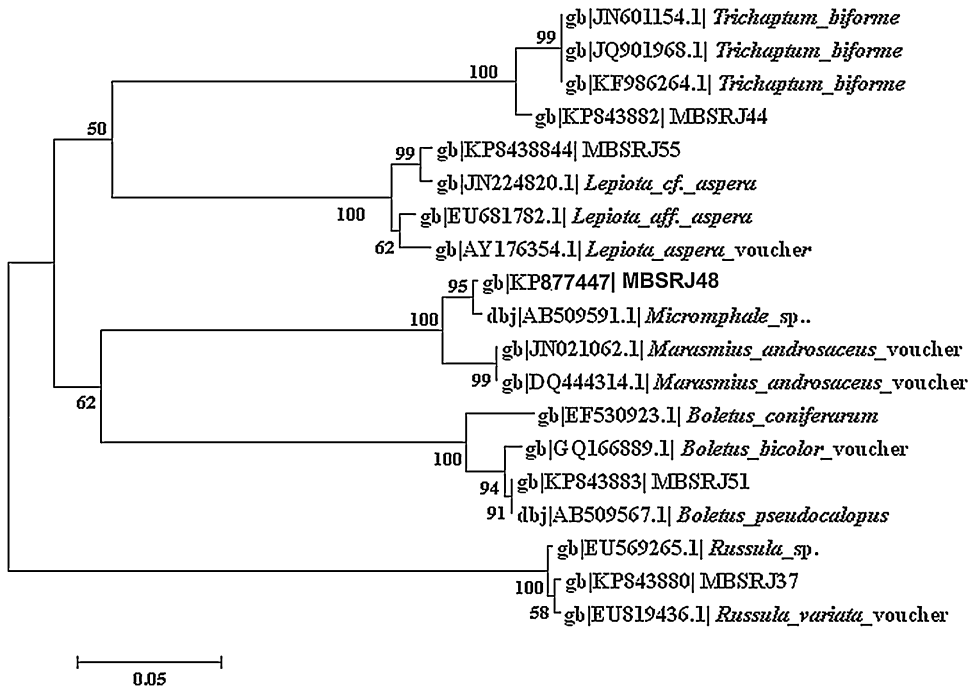 gb|JN601154.1| Trichaptum_biforme
99
gb|JQ901968.1| Trichaptum_biforme
100
gb|KF986264.1| Trichaptum_biforme
gb|KP843882| MBSRJ44
50
99
gb|KP8438844| MBSRJ55
gb|JN224820.1| Lepiota_cf._aspera
100
gb|EU681782.1| Lepiota_aff._aspera
62
gb|AY176354.1| Lepiota_aspera_voucher
95
gb|KP877447| MBSRJ48
100
dbj|AB509591.1| Micromphale_sp..
gb|JN021062.1| Marasmius_androsaceus_voucher
99
gb|DQ444314.1| Marasmius_androsaceus_voucher
62
gb|EF530923.1| Boletus_coniferarum
100
gb|GQ166889.1| Boletus_bicolor_voucher
94
gb|KP843883| MBSRJ51
91
dbj|AB509567.1| Boletus_pseudocalopus
gb|EU569265.1| Russula_sp.
100
gb|KP843880| MBSRJ37
58
gb|EU819436.1| Russula_variata_voucher
0.05